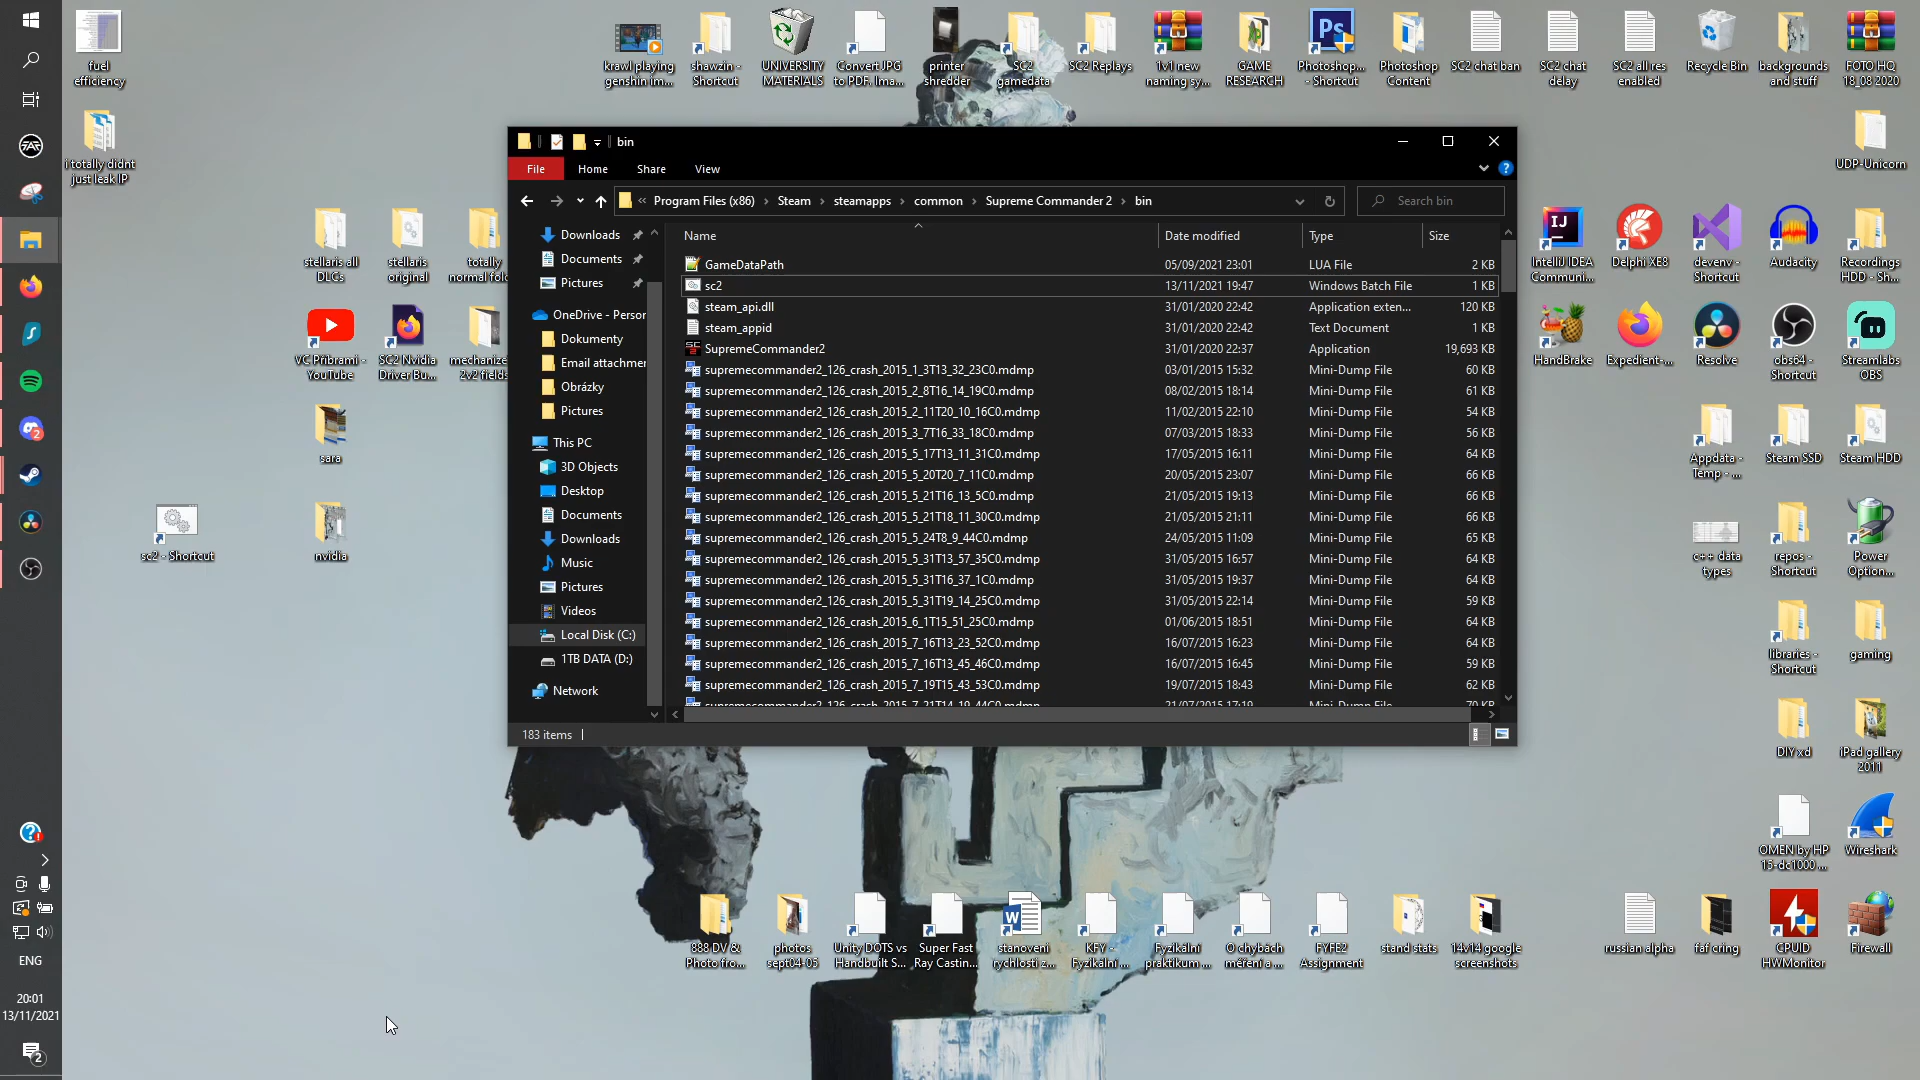 fuel
efficiency
krawl playing
genshin im...
shawzin -
Shortcut
UNIVERSITY
MATERIALS
Convert JPG
to PDF. Ima...
printer
shredder
SC2
gamedata
SC2 Replays
1v1 new
naming sy...
GAME
RESEARCH
Photoshop...
- Shortcut
Photoshop
Content
SC2 chat ban
SC2 chat
delay
SC2 all res
enabled
Recycle Bin
backgrounds
and stuff
FOTO HQ
18_08 2020
i totally didnt
just leak IP
UDP-Unicorn
bin
File Home Share View
« Program Files (x86) › Steam › steamapps › common › Supreme Commander 2 › bin
Search bin
Name Date modified Type Size
GameDataPath 05/09/2021 23:01 LUA File 2 KB
sc2 13/11/2021 19:47 Windows Batch File 1 KB
steam_api.dll 31/01/2020 22:42 Application exten... 120 KB
steam_appid 31/01/2020 22:42 Text Document 1 KB
SupremeCommander2 31/01/2020 22:37 Application 19,693 KB
supremecommander2_126_crash_2015_1_3T13_32_23C0.mdmp 03/01/2015 15:32 Mini-Dump File 60 KB
supremecommander2_126_crash_2015_2_8T16_14_19C0.mdmp 08/02/2015 18:14 Mini-Dump File 61 KB
supremecommander2_126_crash_2015_2_11T20_10_16C0.mdmp 11/02/2015 22:10 Mini-Dump File 54 KB
supremecommander2_126_crash_2015_3_7T16_33_18C0.mdmp 07/03/2015 18:33 Mini-Dump File 56 KB
supremecommander2_126_crash_2015_5_17T13_11_31C0.mdmp 17/05/2015 16:11 Mini-Dump File 64 KB
supremecommander2_126_crash_2015_5_20T20_7_11C0.mdmp 20/05/2015 23:07 Mini-Dump File 66 KB
supremecommander2_126_crash_2015_5_21T16_13_5C0.mdmp 21/05/2015 19:13 Mini-Dump File 66 KB
supremecommander2_126_crash_2015_5_21T18_11_30C0.mdmp 21/05/2015 21:11 Mini-Dump File 66 KB
supremecommander2_126_crash_2015_5_24T8_9_44C0.mdmp 24/05/2015 11:09 Mini-Dump File 65 KB
supremecommander2_126_crash_2015_5_31T13_57_35C0.mdmp 31/05/2015 16:57 Mini-Dump File 64 KB
supremecommander2_126_crash_2015_5_31T16_37_1C0.mdmp 31/05/2015 19:37 Mini-Dump File 64 KB
supremecommander2_126_crash_2015_5_31T19_14_25C0.mdmp 31/05/2015 22:14 Mini-Dump File 59 KB
supremecommander2_126_crash_2015_6_1T15_51_25C0.mdmp 01/06/2015 18:51 Mini-Dump File 64 KB
supremecommander2_126_crash_2015_7_16T13_23_52C0.mdmp 16/07/2015 16:23 Mini-Dump File 64 KB
supremecommander2_126_crash_2015_7_16T13_45_46C0.mdmp 16/07/2015 16:45 Mini-Dump File 59 KB
supremecommander2_126_crash_2015_7_19T15_43_53C0.mdmp 19/07/2015 18:43 Mini-Dump File 62 KB
supremecommander2_126_crash_2015_7_21T14_19_44C0.mdmp 21/07/2015 17:19 Mini-Dump File 70 KB
Downloads
Documents
Pictures
OneDrive - Person
Dokumenty
Email attachme
Obrázky
Pictures
This PC
3D Objects
Desktop
Documents
Downloads
Music
Pictures
Videos
Local Disk (C:)
1TB DATA (D:)
Network
183 items
stellaris all
DLCs
stellaris
original
totally
normal fol
VC Příbrami -
YouTube
SC2 Nvidia
Driver Bu...
mechanize
2v2 fields
sara
sc2 - Shortcut
nvidia
IntelliJ IDEA
Communi...
Delphi XE8
devenv -
Shortcut
Audacity
Recordings
HDD - Sh...
HandBrake
Expedient-...
Resolve
obs64 -
Shortcut
Streamlabs
OBS
Appdata -
Temp - ...
Steam SSD
Steam HDD
c++ data
types
repos -
Shortcut
Power
Option...
libraries -
Shortcut
gaming
DIY xd
iPad gallery
2011
OMEN by HP
15-dc1000...
Wireshark
888 DV &
Photo fro...
photos
sept04-05
Unity DOTS vs
Handbuilt S...
Super Fast
Ray Castin...
stanoveni
rychlosti z...
KFY -
Fyzikální ...
Fyzikální
praktikum ...
O chybách
měření a ...
FYFE2
Assignment
stand stats
14v14 google
screenshots
russian alpha
faf cring
CPUID
HWMonitor
Firewall
ENG
20:01
13/11/2021
2